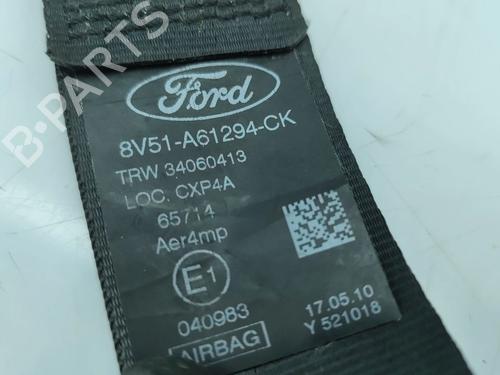 B-PARTS
Ford
8V51-A61294-CK
TRW 34060413
LOC. CXP4A
65714
Aer4mp
E1
040983
17.05.10
Y 521018
AIRBAG